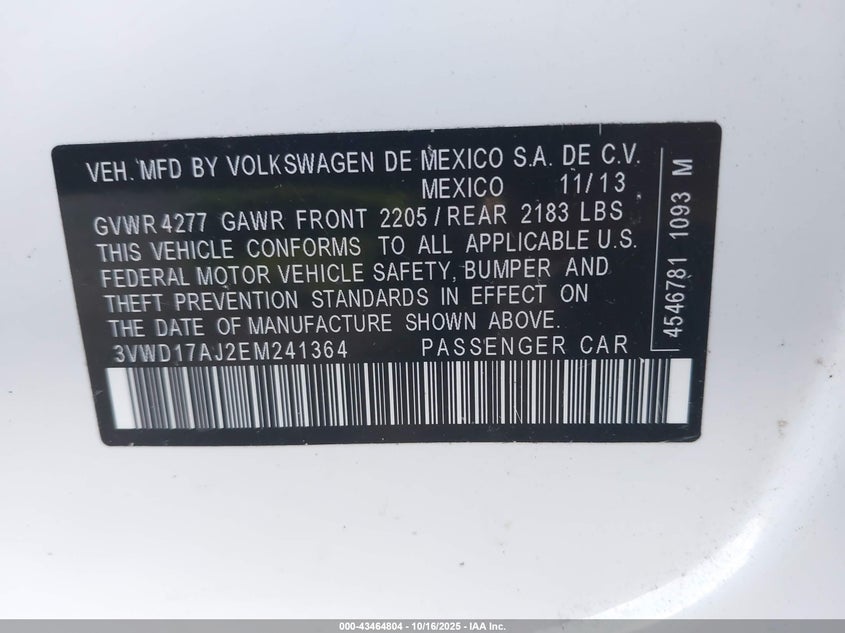 VEH. MFD BY VOLKSWAGEN DE MEXICO S.A. DE C.V.
MEXICO 11/13
GVWR 4277 GAWR FRONT 2205/REAR 2183 LBS
THIS VEHICLE CONFORMS TO ALL APPLICABLE U.S.
FEDERAL MOTOR VEHICLE SAFETY, BUMPER AND
THEFT PREVENTION STANDARDS IN EFFECT ON
THE DATE OF MANUFACTURE SHOWN ABOVE.
3VWD17AJ2EM241364 PASSENGER CAR
4546781 1093 M
000-43464804 - 10/16/2025 - IAA Inc.